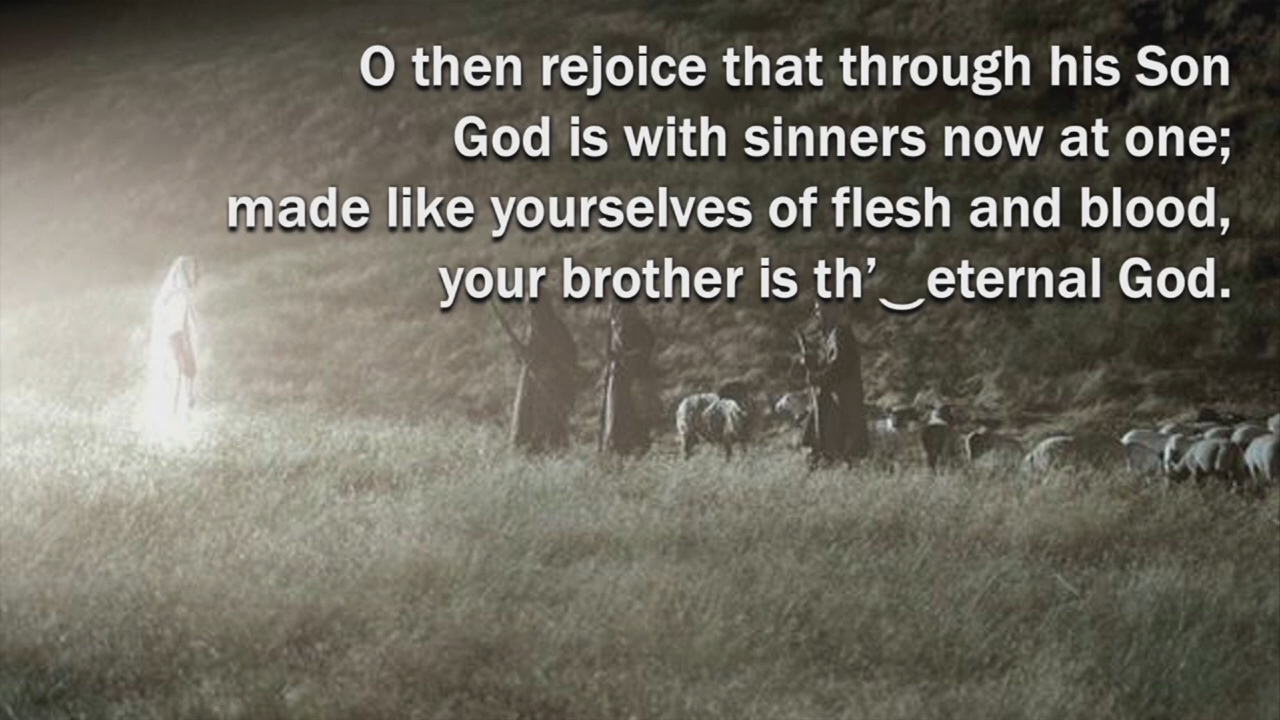 O then rejoice that through his Son
God is with sinners now at one;
made like yourselves of flesh and blood,
your brother is th’‿eternal God.